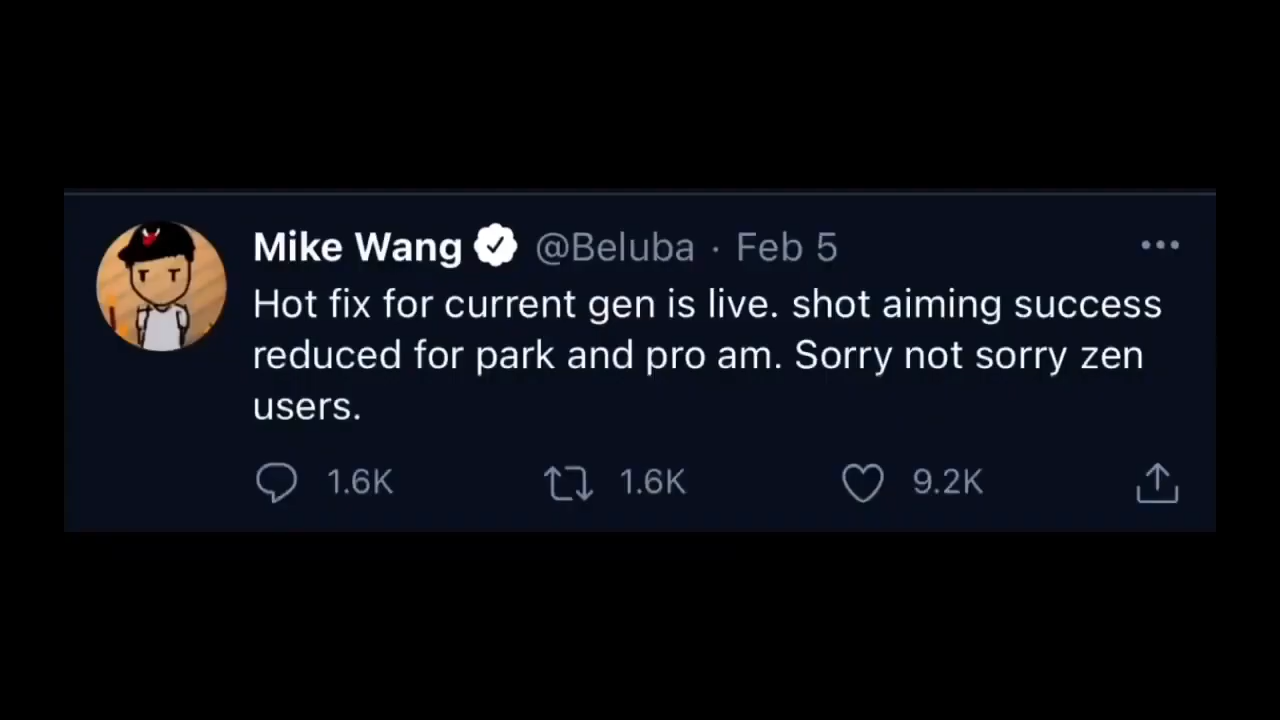 Mike Wang @Beluba · Feb 5
Hot fix for current gen is live. shot aiming success
reduced for park and pro am. Sorry not sorry zen
users.
1.6K 1.6K 9.2K